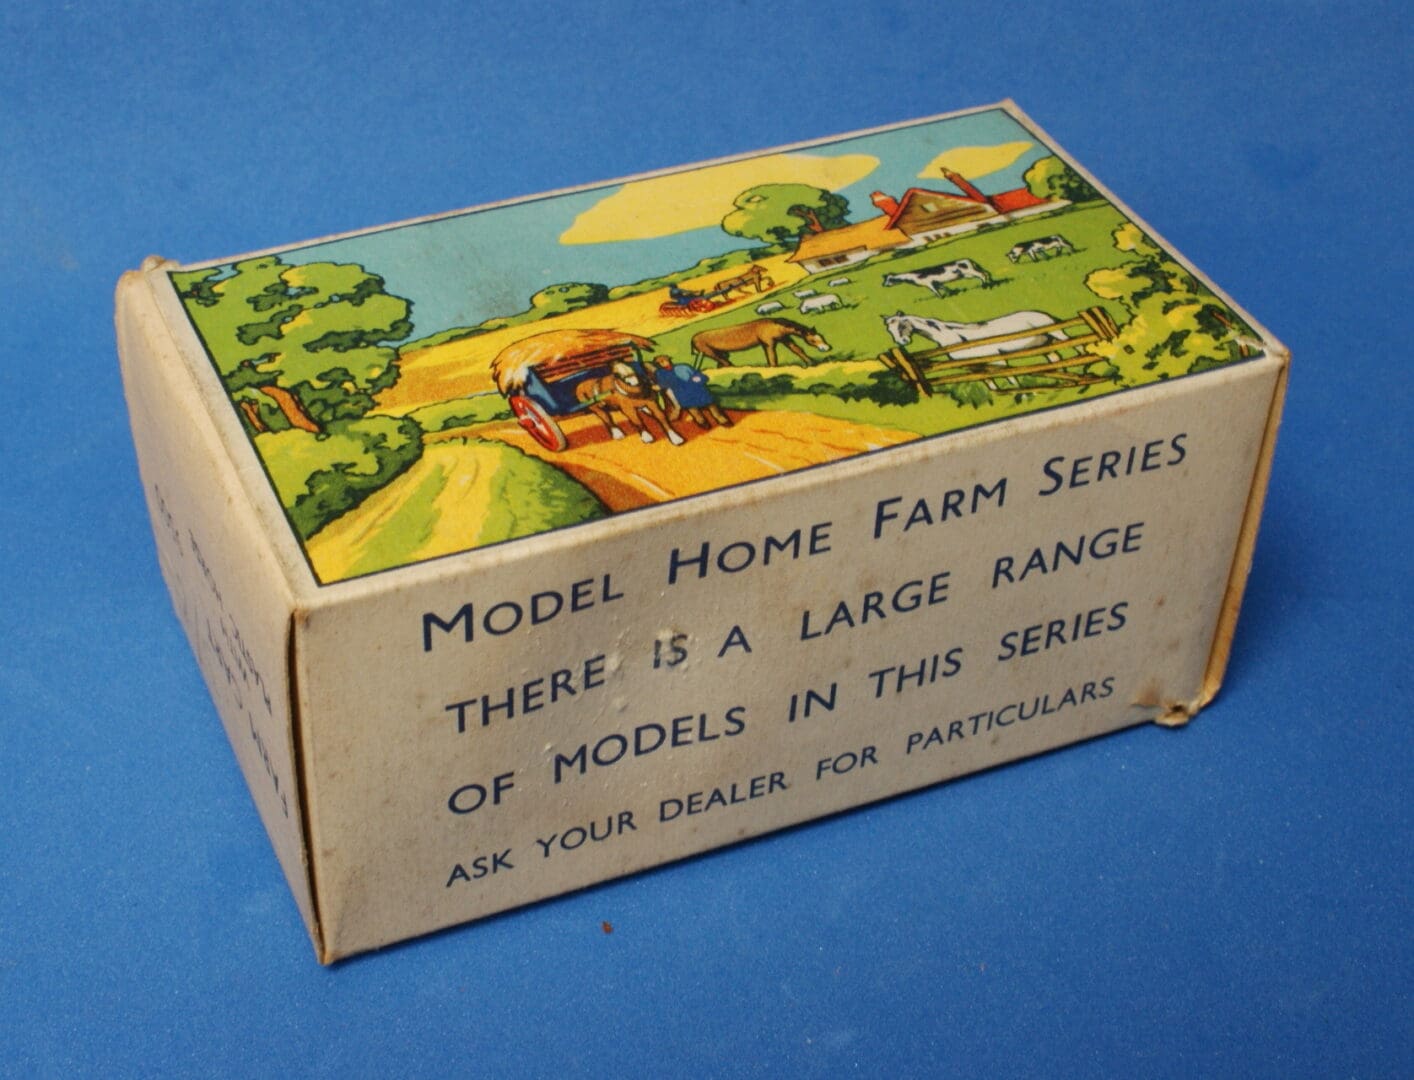 MODEL HOME FARM SERIES
THERE IS A LARGE RANGE
OF MODELS IN THIS SERIES
ASK YOUR DEALER FOR PARTICULARS